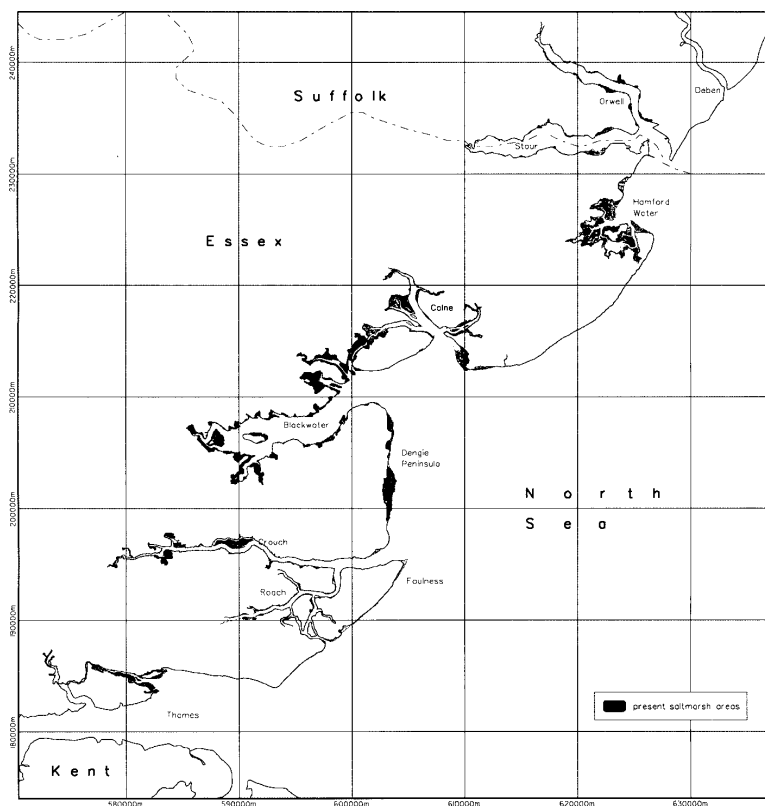 240000m
Suffolk
Orwell
Deben
Stour
230000m
Hamford
Water
Essex
220000m
Colne
210000m
Blackwater
Dengie
Peninsula
North
Sea
200000m
Crouch
Roach
Foulness
190000m
Thames
present saltmarsh areas
180000m
Kent
580000m
590000m
600000m
600000m
620000m
630000m